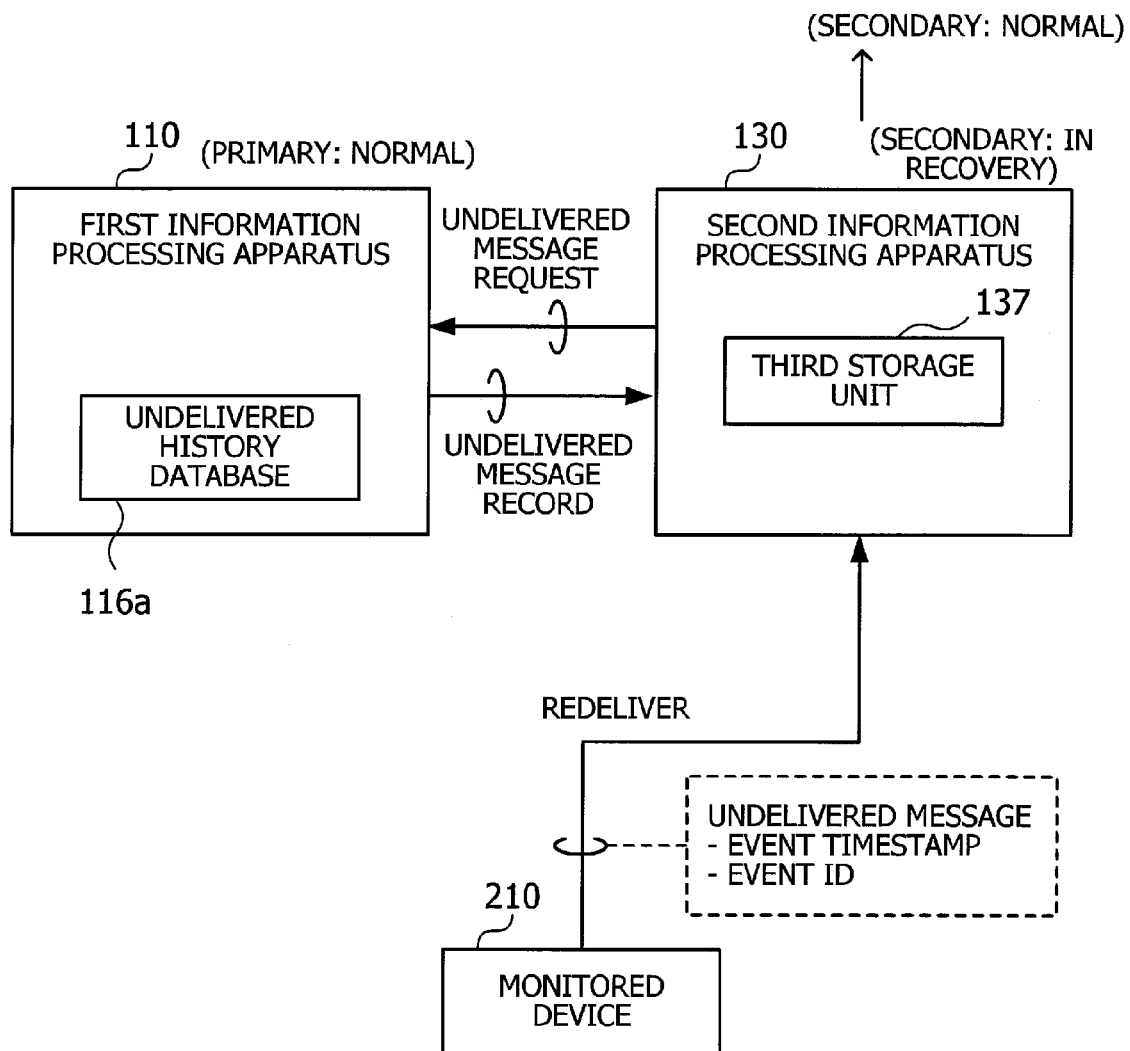 (SECONDARY: NORMAL)
110
(PRIMARY: NORMAL)
130
(SECONDARY: IN
RECOVERY)
FIRST INFORMATION
PROCESSING APPARATUS
UNDELIVERED
MESSAGE
REQUEST
SECOND INFORMATION
PROCESSING APPARATUS
137
THIRD STORAGE
UNIT
UNDELIVERED
HISTORY
DATABASE
UNDELIVERED
MESSAGE
RECORD
116a
REDELIVER
UNDELIVERED MESSAGE
- EVENT TIMESTAMP
- EVENT ID
210
MONITORED
DEVICE